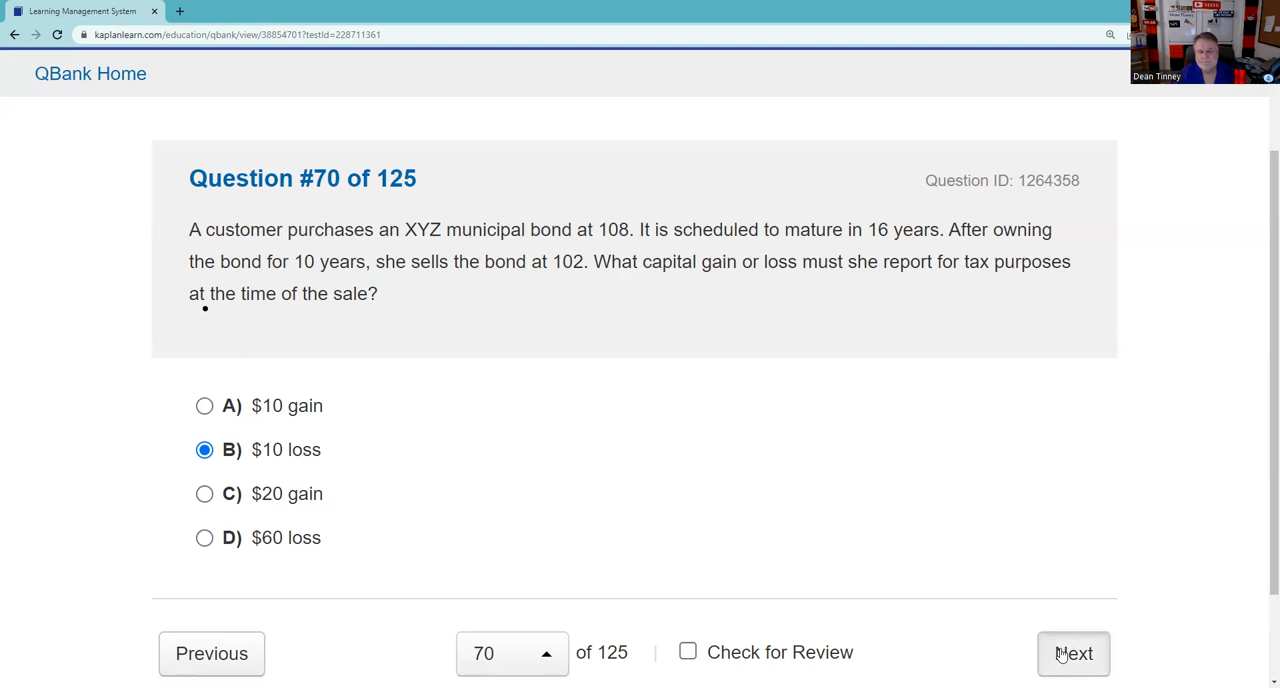 Learning Management System
kaplanlearn.com/education/qbank/view/38854701?testId=228711361
QBank Home
Dean Tinney
Question #70 of 125
Question ID: 1264358
A customer purchases an XYZ municipal bond at 108. It is scheduled to mature in 16 years. After owning
the bond for 10 years, she sells the bond at 102. What capital gain or loss must she report for tax purposes
at the time of the sale?
A) $10 gain
B) $10 loss
C) $20 gain
D) $60 loss
Previous
70
of 125
Check for Review
Next